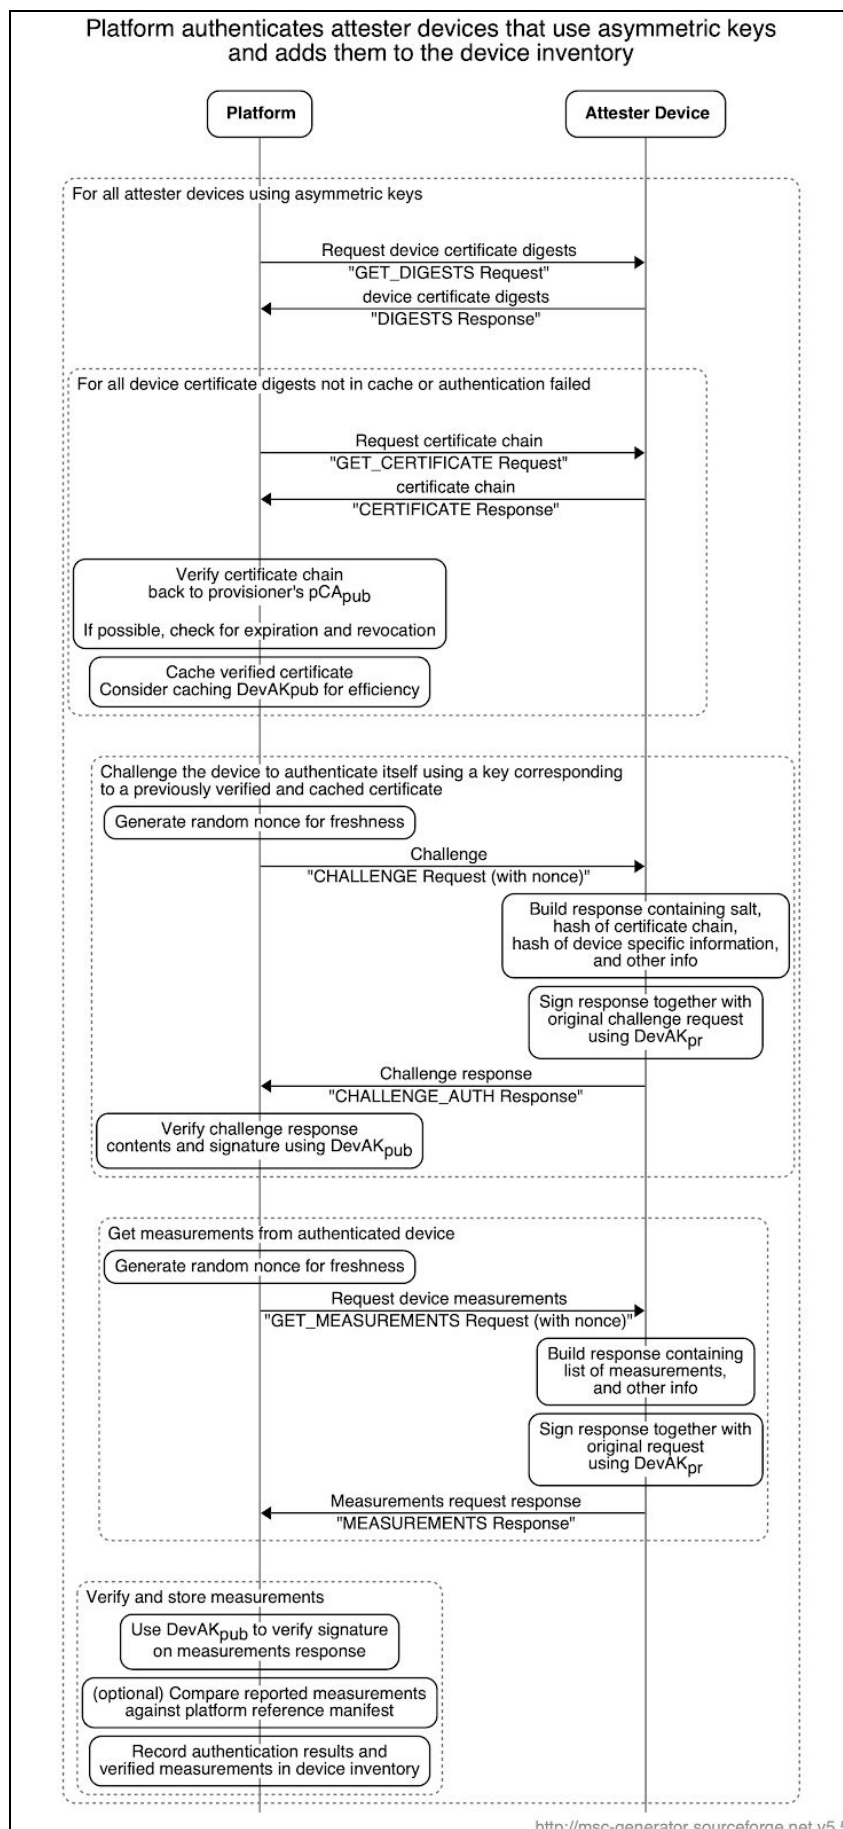 Platform authenticates attester devices that use asymmetric keys
and adds them to the device inventory
Platform
Attester Device
For all attester devices using asymmetric keys
Request device certificate digests
"GET_DIGESTS Request"
device certificate digests
"DIGESTS Response"
For all device certificate digests not in cache or authentication failed
Request certificate chain
"GET_CERTIFICATE Request"
certificate chain
"CERTIFICATE Response"
Verify certificate chain
back to provisioner's pCApub
If possible, check for expiration and revocation
Cache verified certificate
Consider caching DevAKpub for efficiency
Challenge the device to authenticate itself using a key corresponding
to a previously verified and cached certificate
Generate random nonce for freshness
Challenge
"CHALLENGE Request (with nonce)"
Build response containing salt,
hash of certificate chain,
hash of device specific information,
and other info
Sign response together with
original challenge request
using DevAKpr
Challenge response
"CHALLENGE_AUTH Response"
Verify challenge response
contents and signature using DevAKpub
Get measurements from authenticated device
Generate random nonce for freshness
Request device measurements
"GET_MEASUREMENTS Request (with nonce)"
Build response containing
list of measurements,
and other info
Sign response together with
original request
using DevAKpr
Measurements request response
"MEASUREMENTS Response"
Verify and store measurements
Use DevAKpub to verify signature
on measurements response
(optional) Compare reported measurements
against platform reference manifest
Record authentication results and
verified measurements in device inventory
http://msc-generator.sourceforge.net